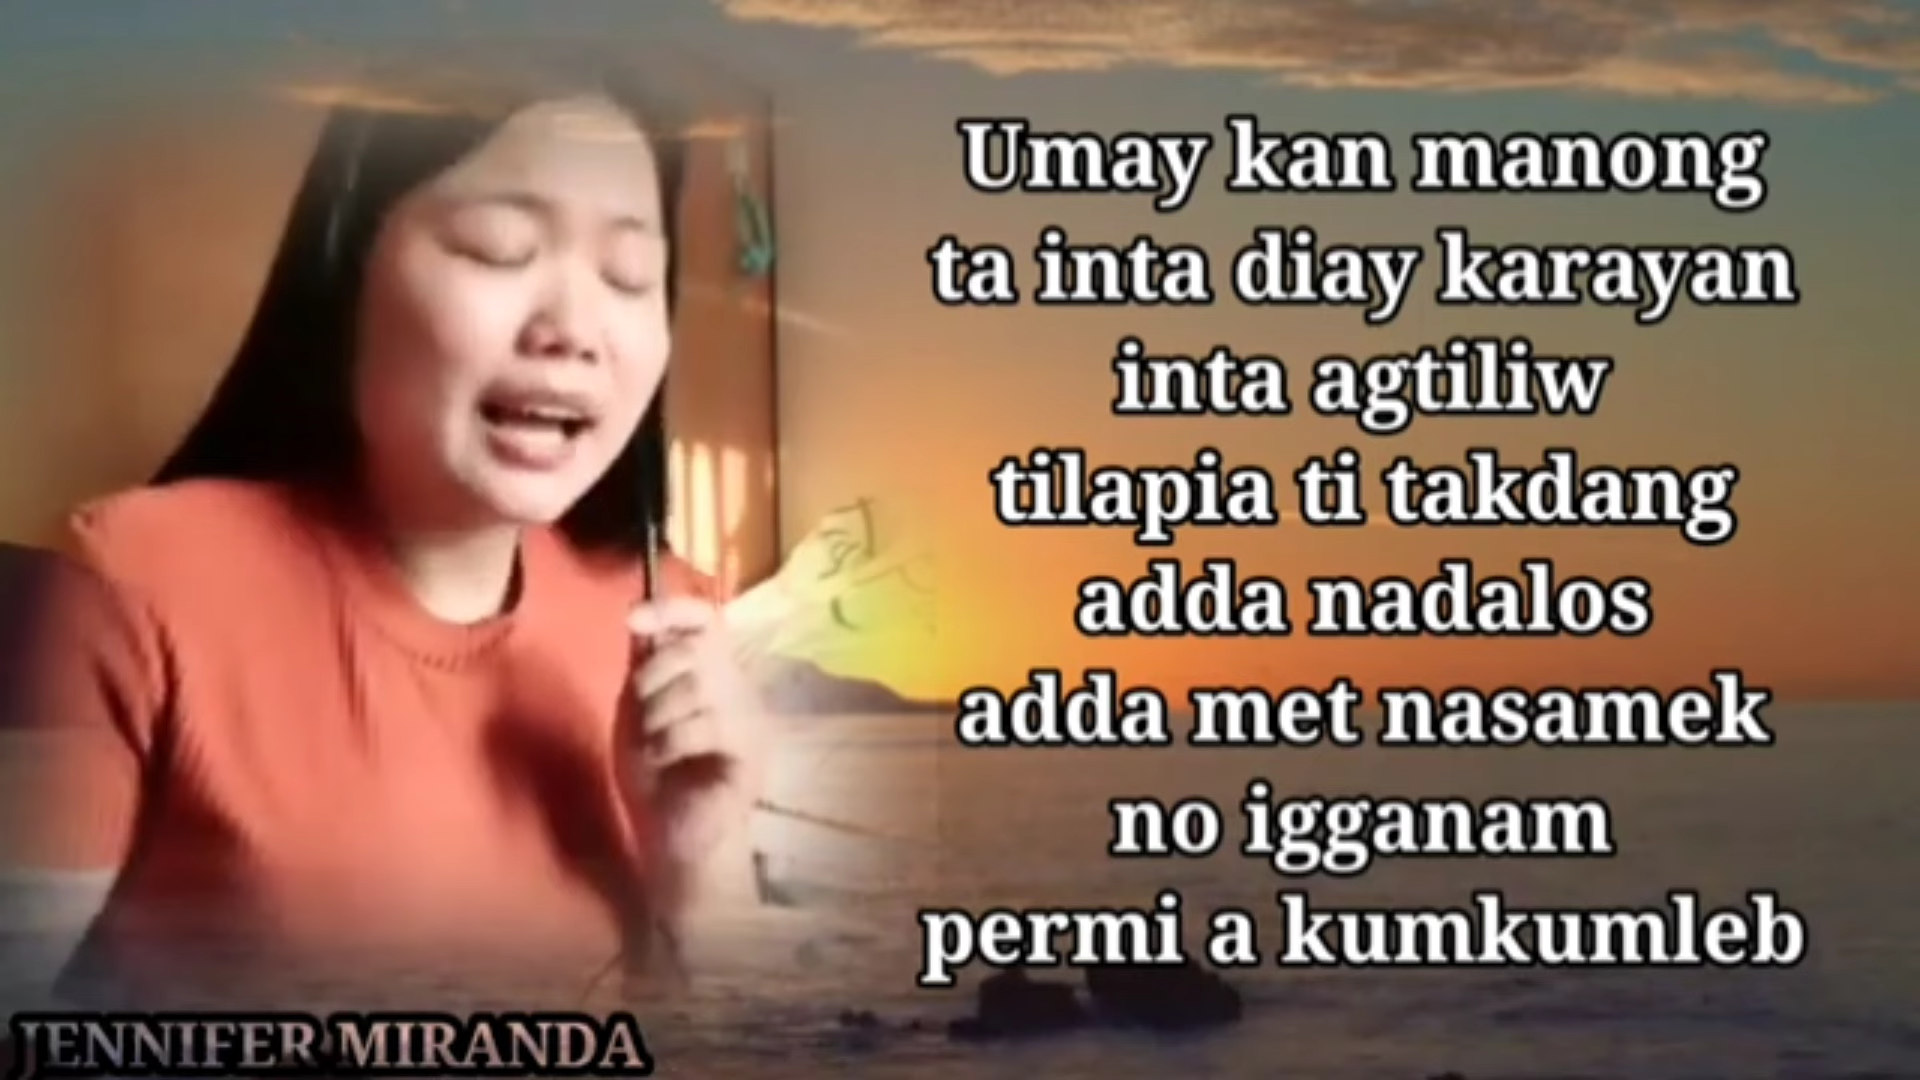 Umay kan manong
ta inta diay karayan
inta agtiliw
tilapia ti takdang
adda nadalos
adda met nasamek
no igganam
permi a kumkumleb
JENNIFER MIRANDA